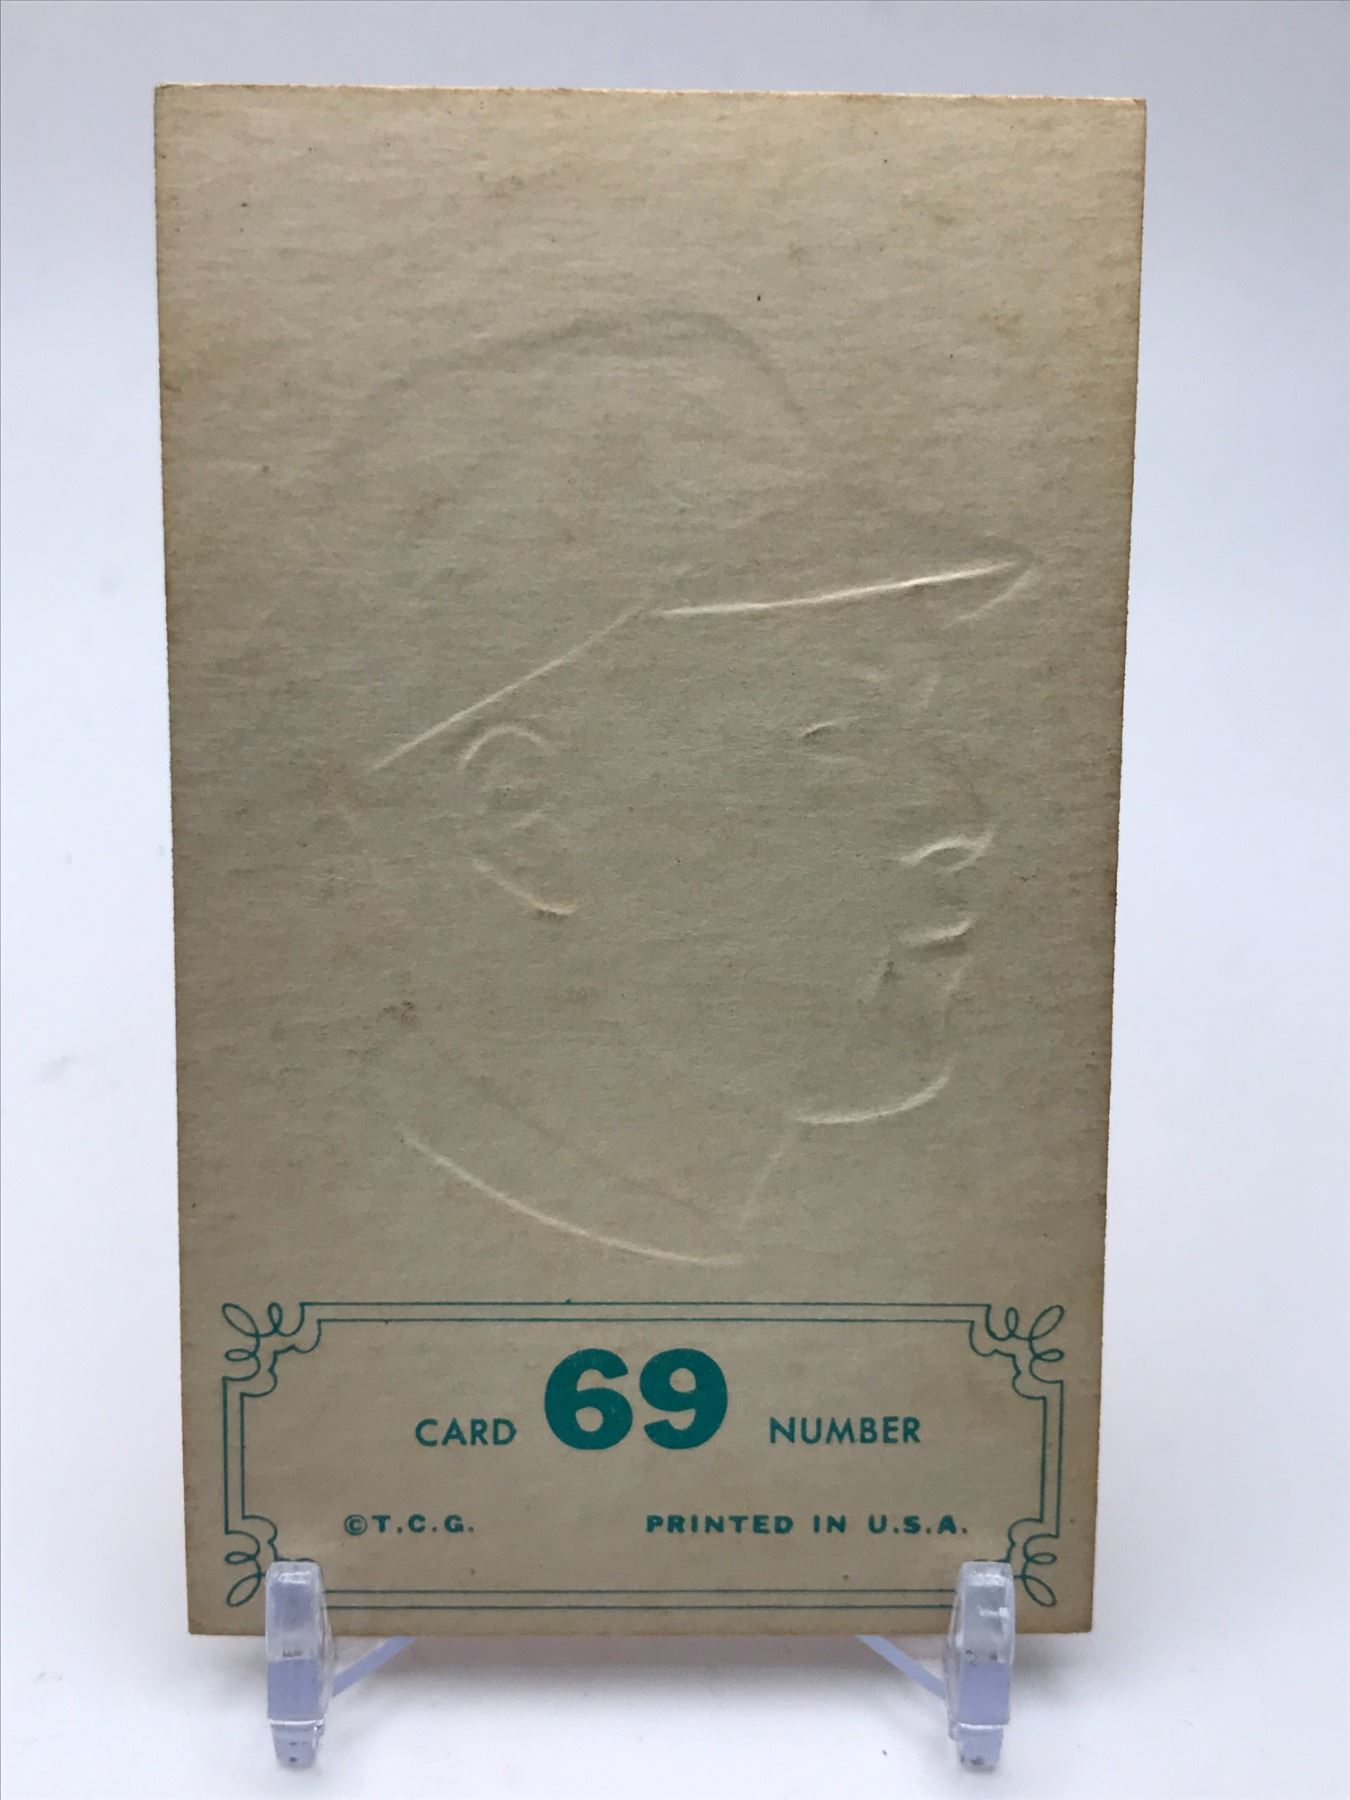 CARD 69 NUMBER
©T.C.G. PRINTED IN U.S.A.